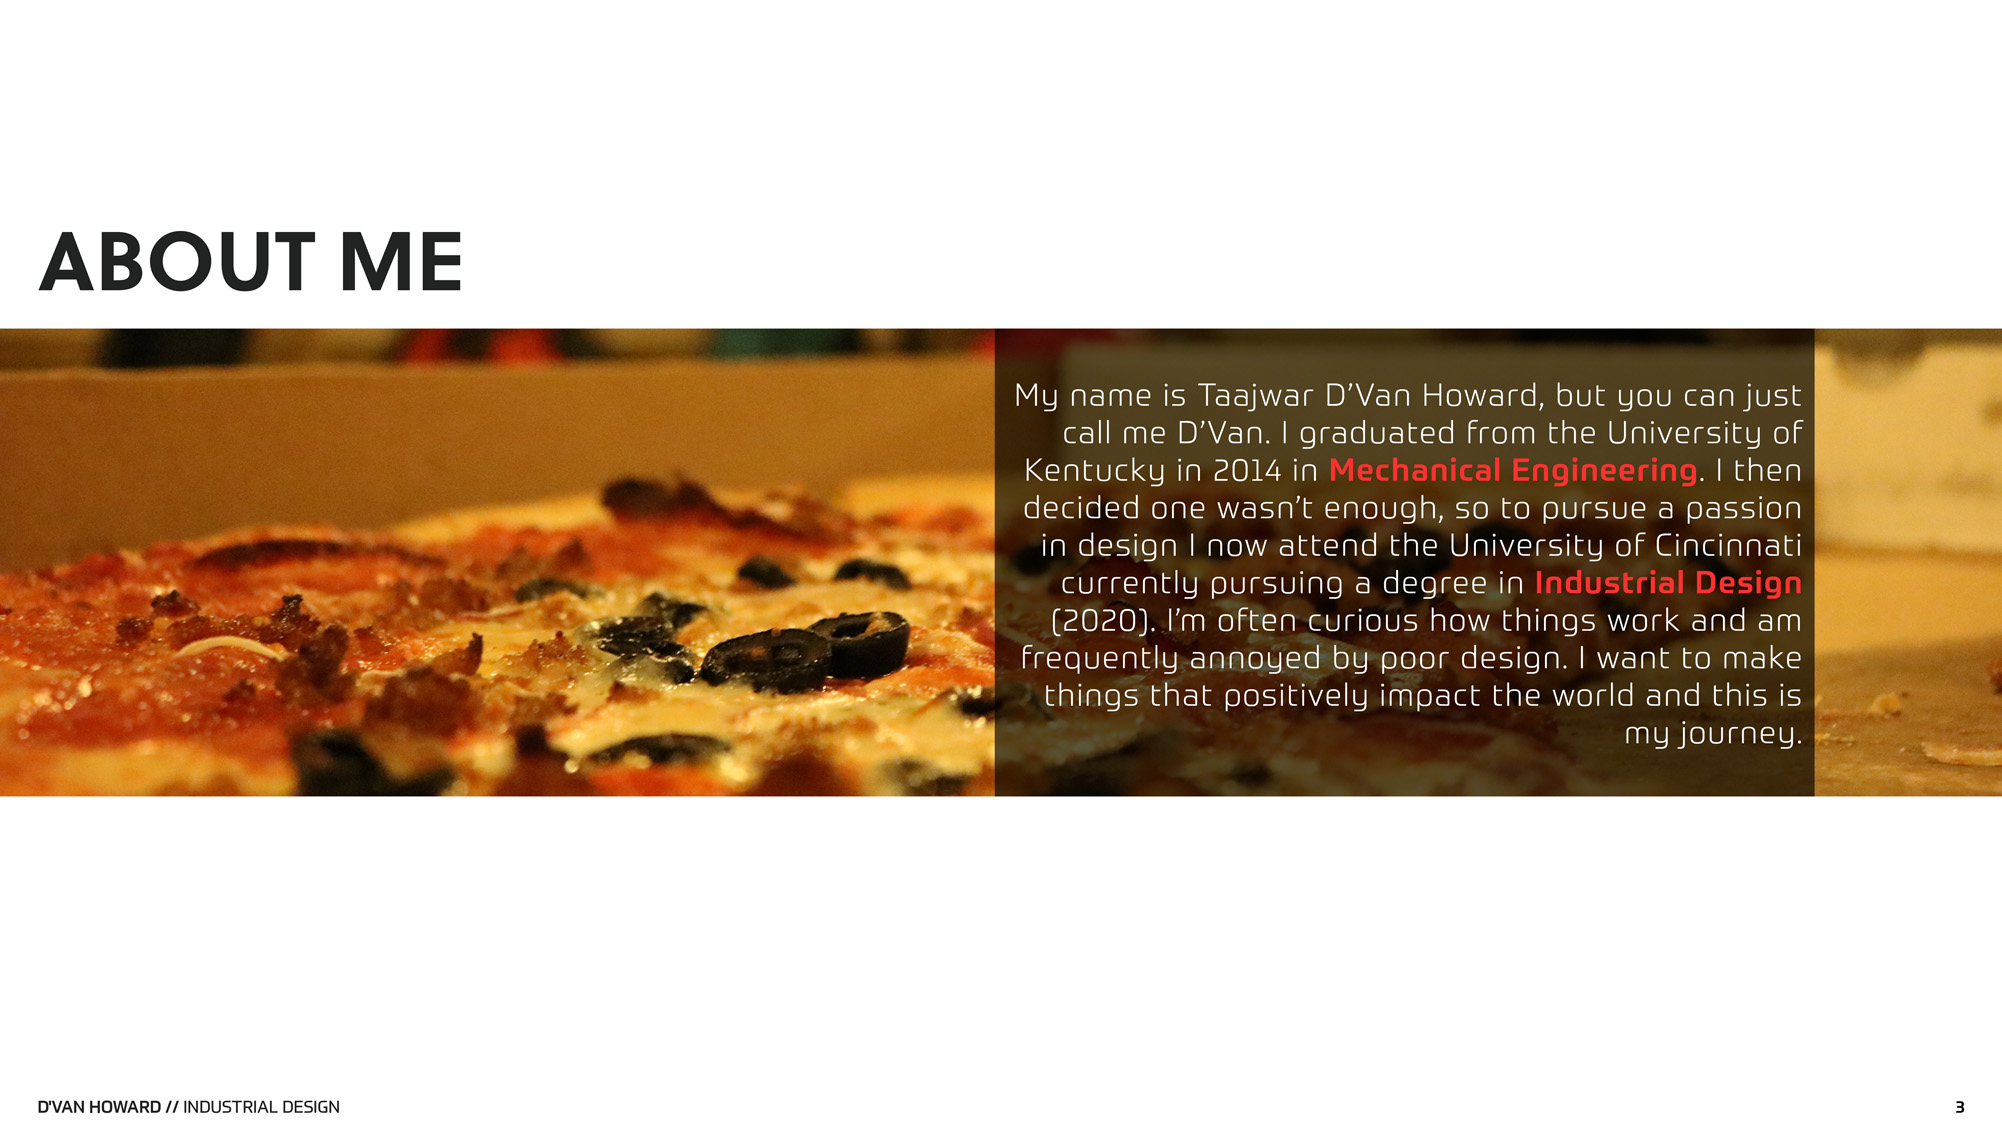 ABOUT ME
My name is Taajwar D’Van Howard, but you can just
call me D’Van. I graduated from the University of
Kentucky in 2014 in Mechanical Engineering. I then
decided one wasn’t enough, so to pursue a passion
in design I now attend the University of Cincinnati
currently pursuing a degree in Industrial Design
(2020). I’m often curious how things work and am
frequently annoyed by poor design. I want to make
things that positively impact the world and this is
my journey.
D'VAN HOWARD // INDUSTRIAL DESIGN
3